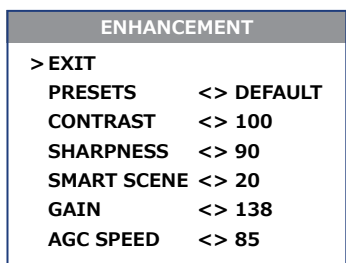 ENHANCEMENT
> EXIT
PRESETS <> DEFAULT
CONTRAST <> 100
SHARPNESS <> 90
SMART SCENE <> 20
GAIN <> 138
AGC SPEED <> 85